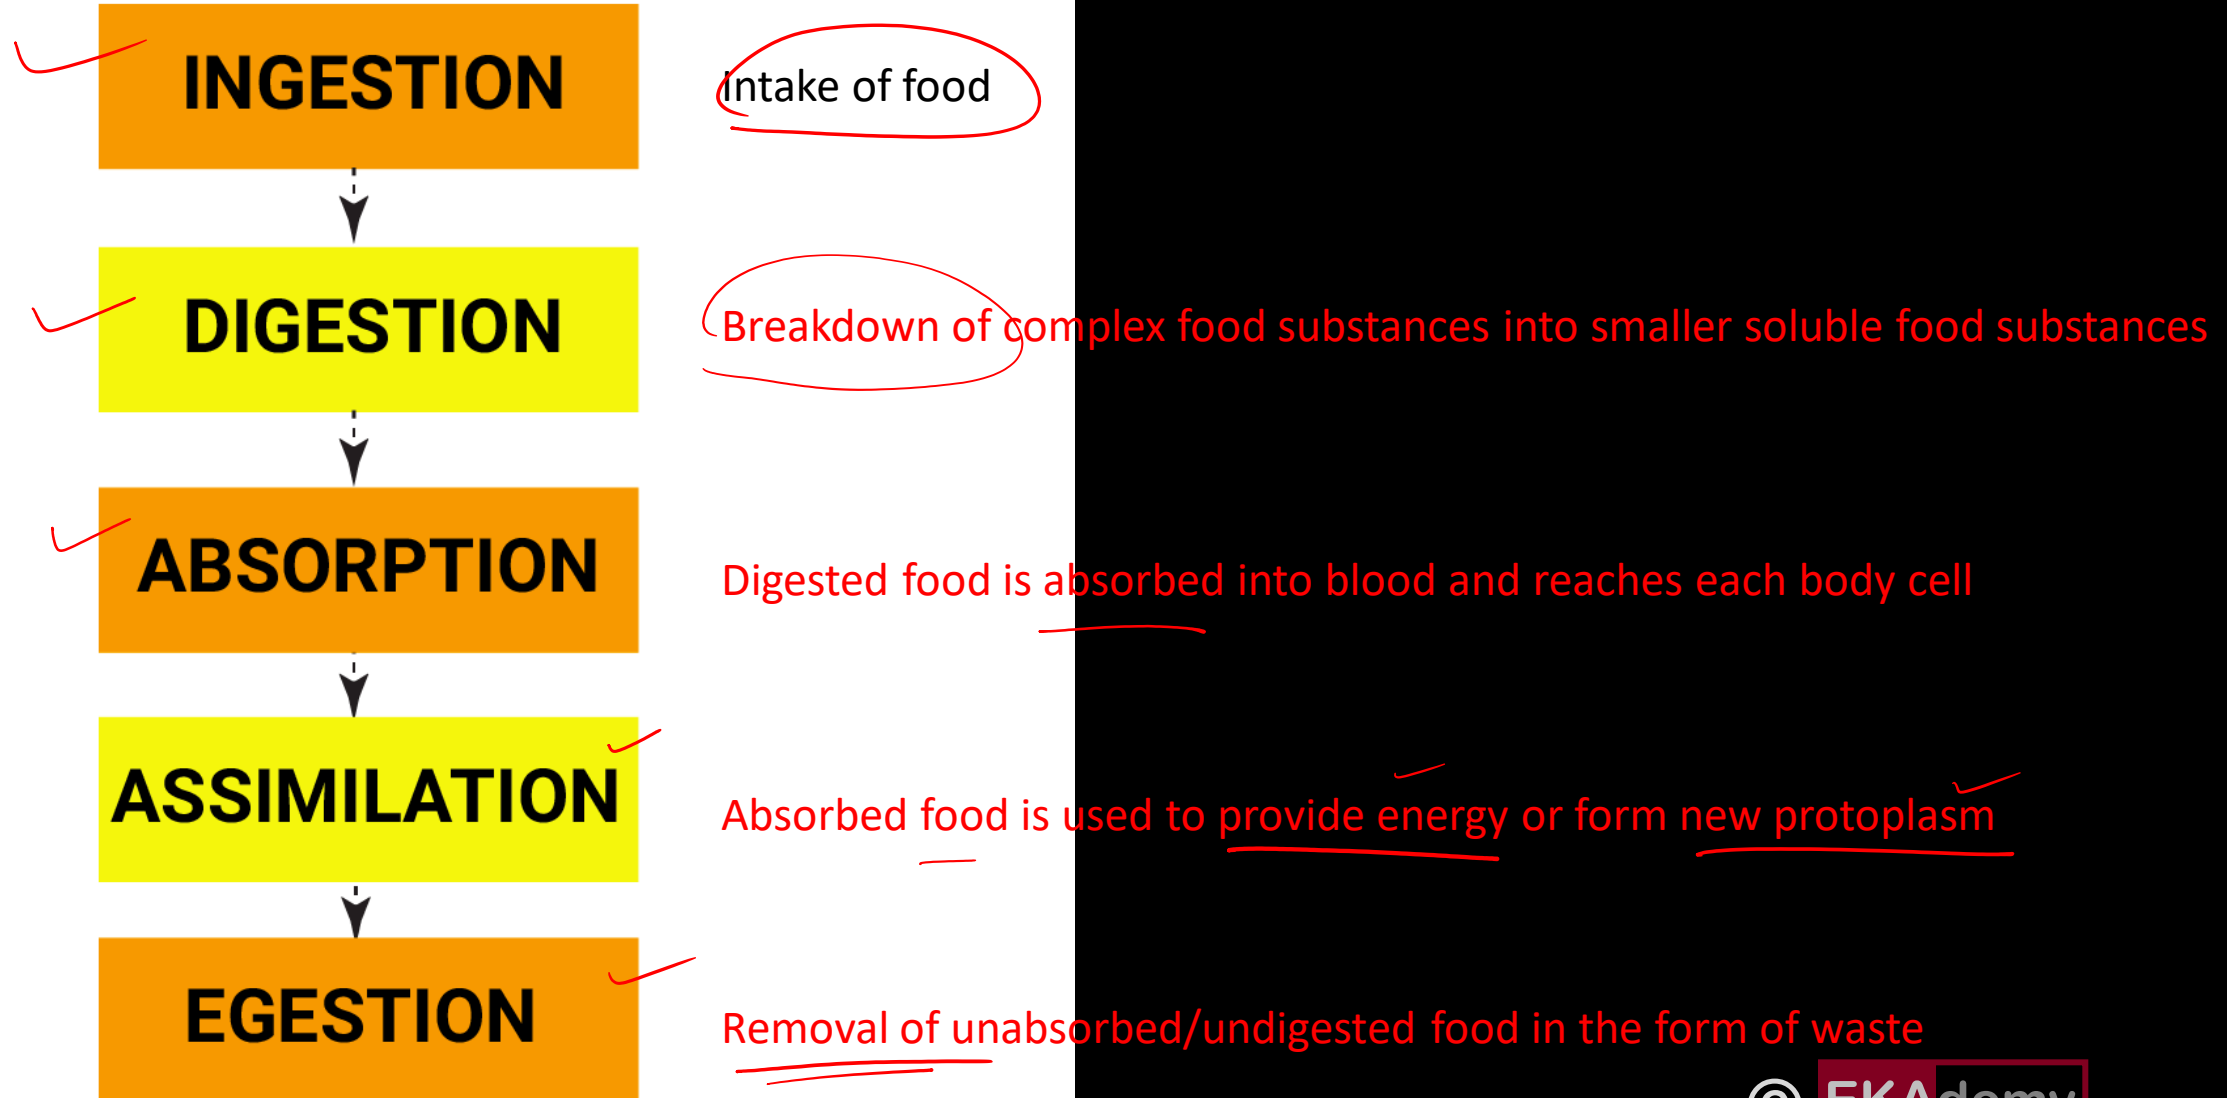 INGESTION
Intake of food
DIGESTION
Breakdown of complex food substances into smaller soluble food substances
ABSORPTION
Digested food is absorbed into blood and reaches each body cell
ASSIMILATION
Absorbed food is used to provide energy or form new protoplasm
EGESTION
Removal of unabsorbed/undigested food in the form of waste
EKAdemy